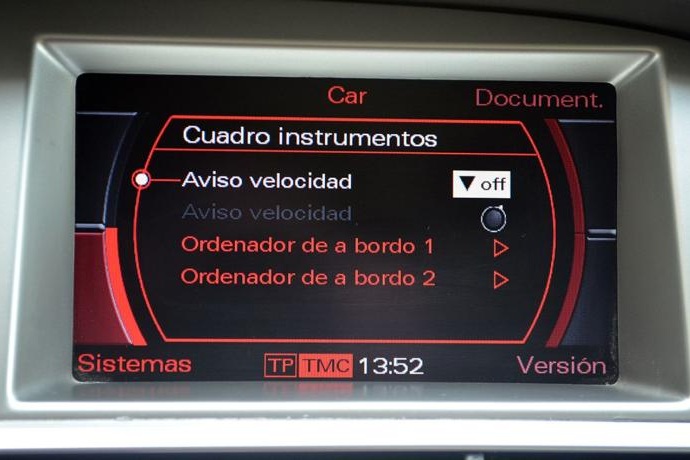 Car
Document.
Cuadro instrumentos
Aviso velocidad
off
Aviso velocidad
Ordenador de a bordo 1
Ordenador de a bordo 2
Sistemas
TP TMC 13:52
Versión